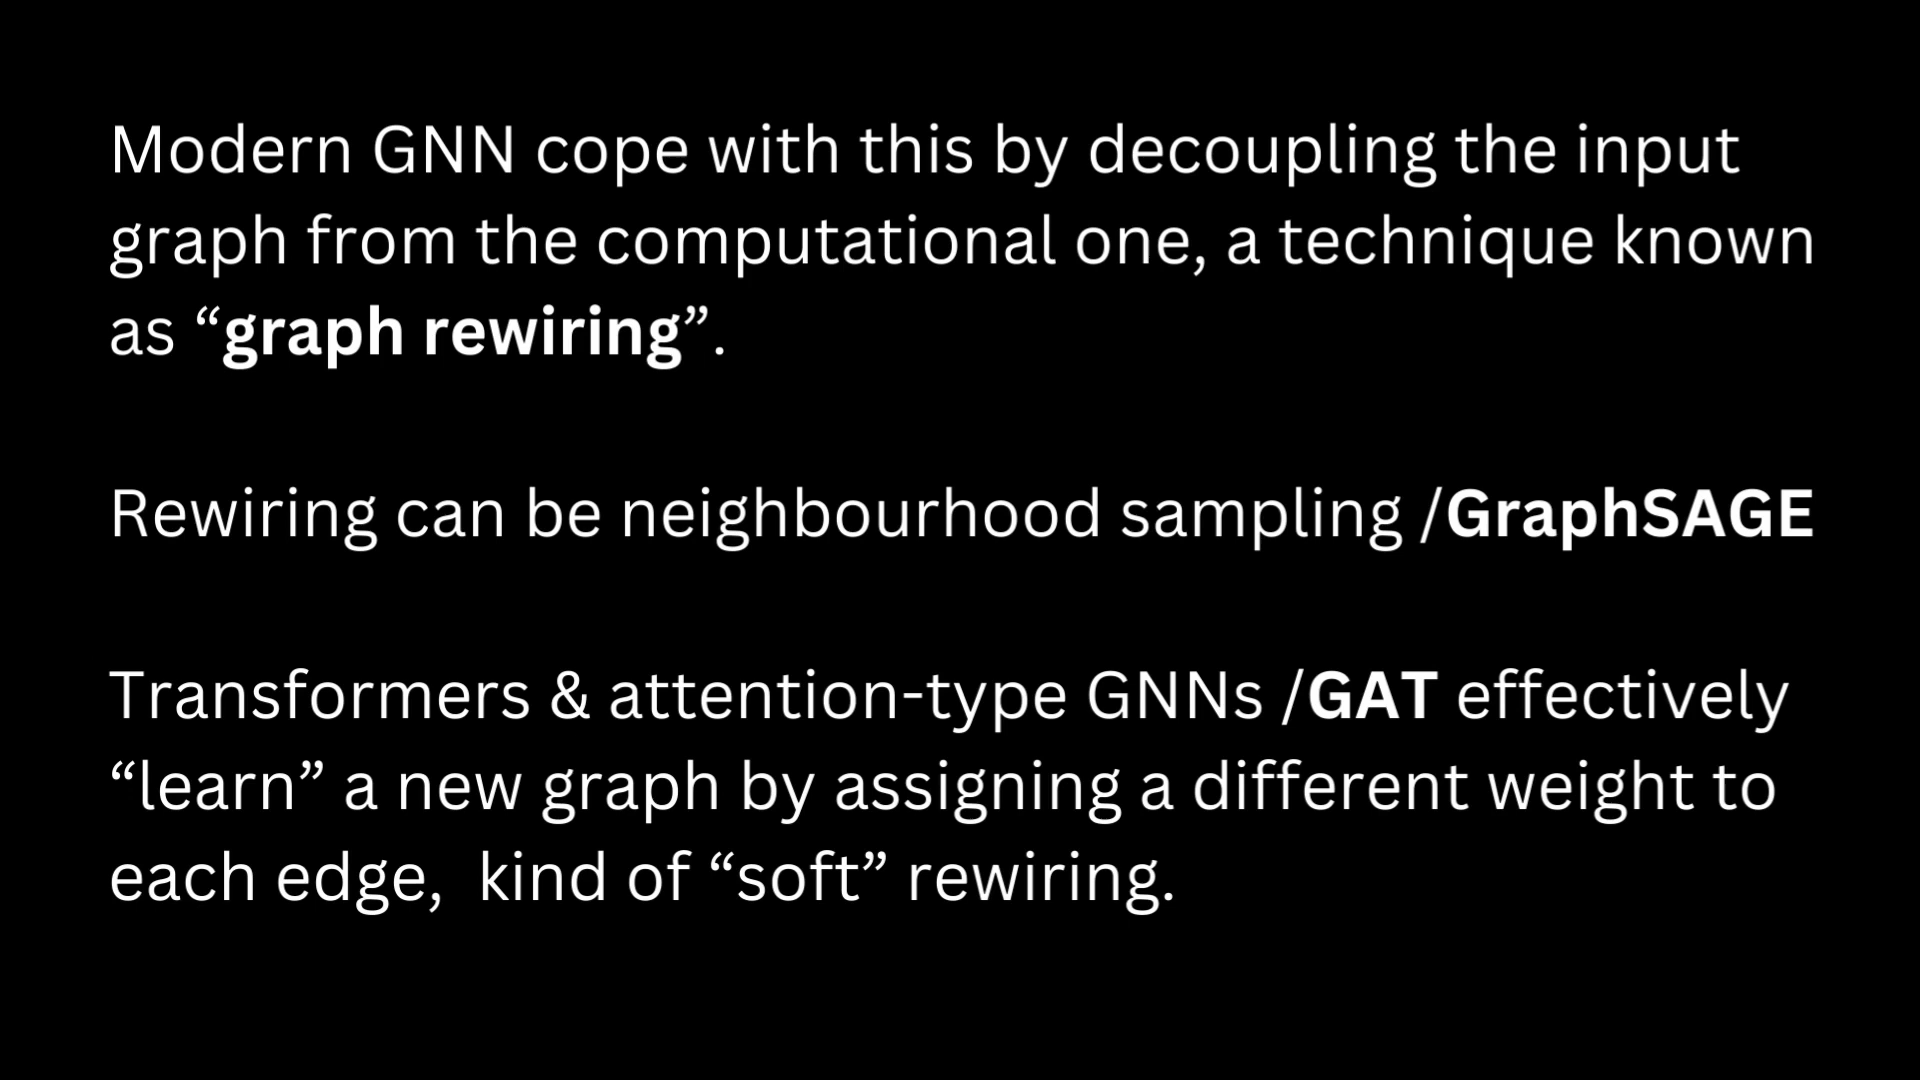 Modern GNN cope with this by decoupling the input
graph from the computational one, a technique known
as “graph rewiring”.
Rewiring can be neighbourhood sampling /GraphSAGE
Transformers & attention-type GNNs /GAT effectively
“learn” a new graph by assigning a different weight to
each edge,  kind of “soft” rewiring.